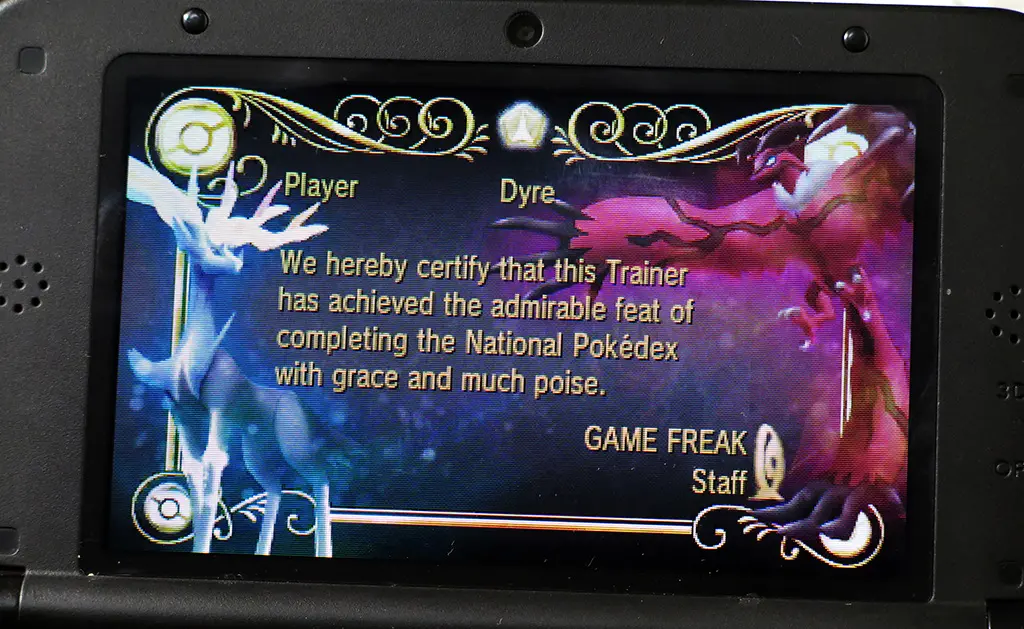 Player Dyre
We hereby certify that this Trainer
has achieved the admirable feat of
completing the National Pokédex
with grace and much poise.
GAME FREAK
Staff
3D